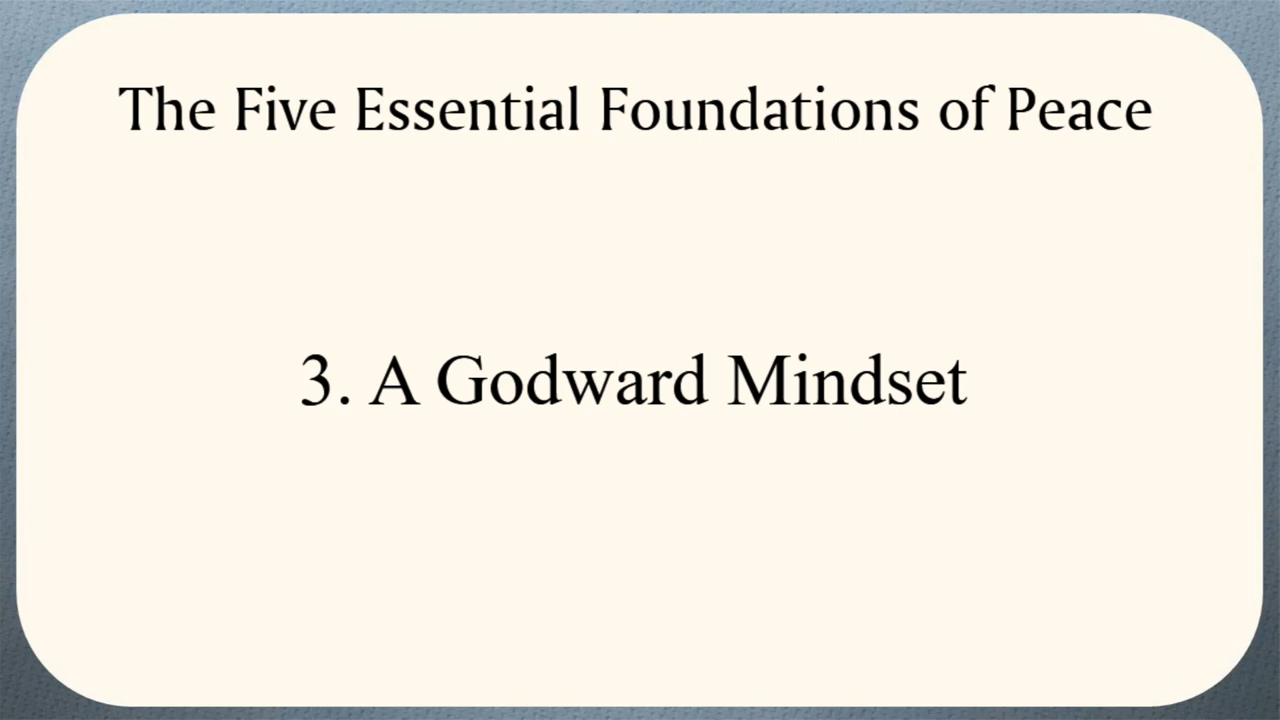 The Five Essential Foundations of Peace
3. A Godward Mindset